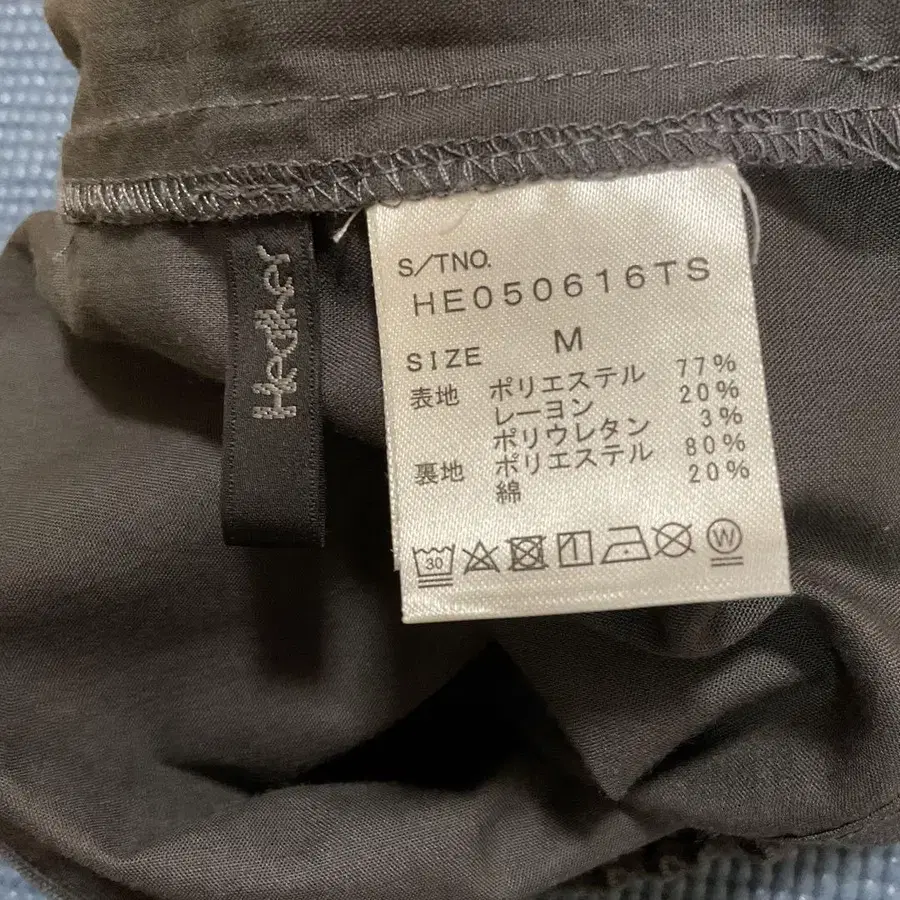 Heather
S/TNO.
HE050616TS
SIZE M
表地 ポリエステル 77%
レーヨン 20%
ポリウレタン 3%
裏地 ポリエステル 80%
綿 20%
30 W